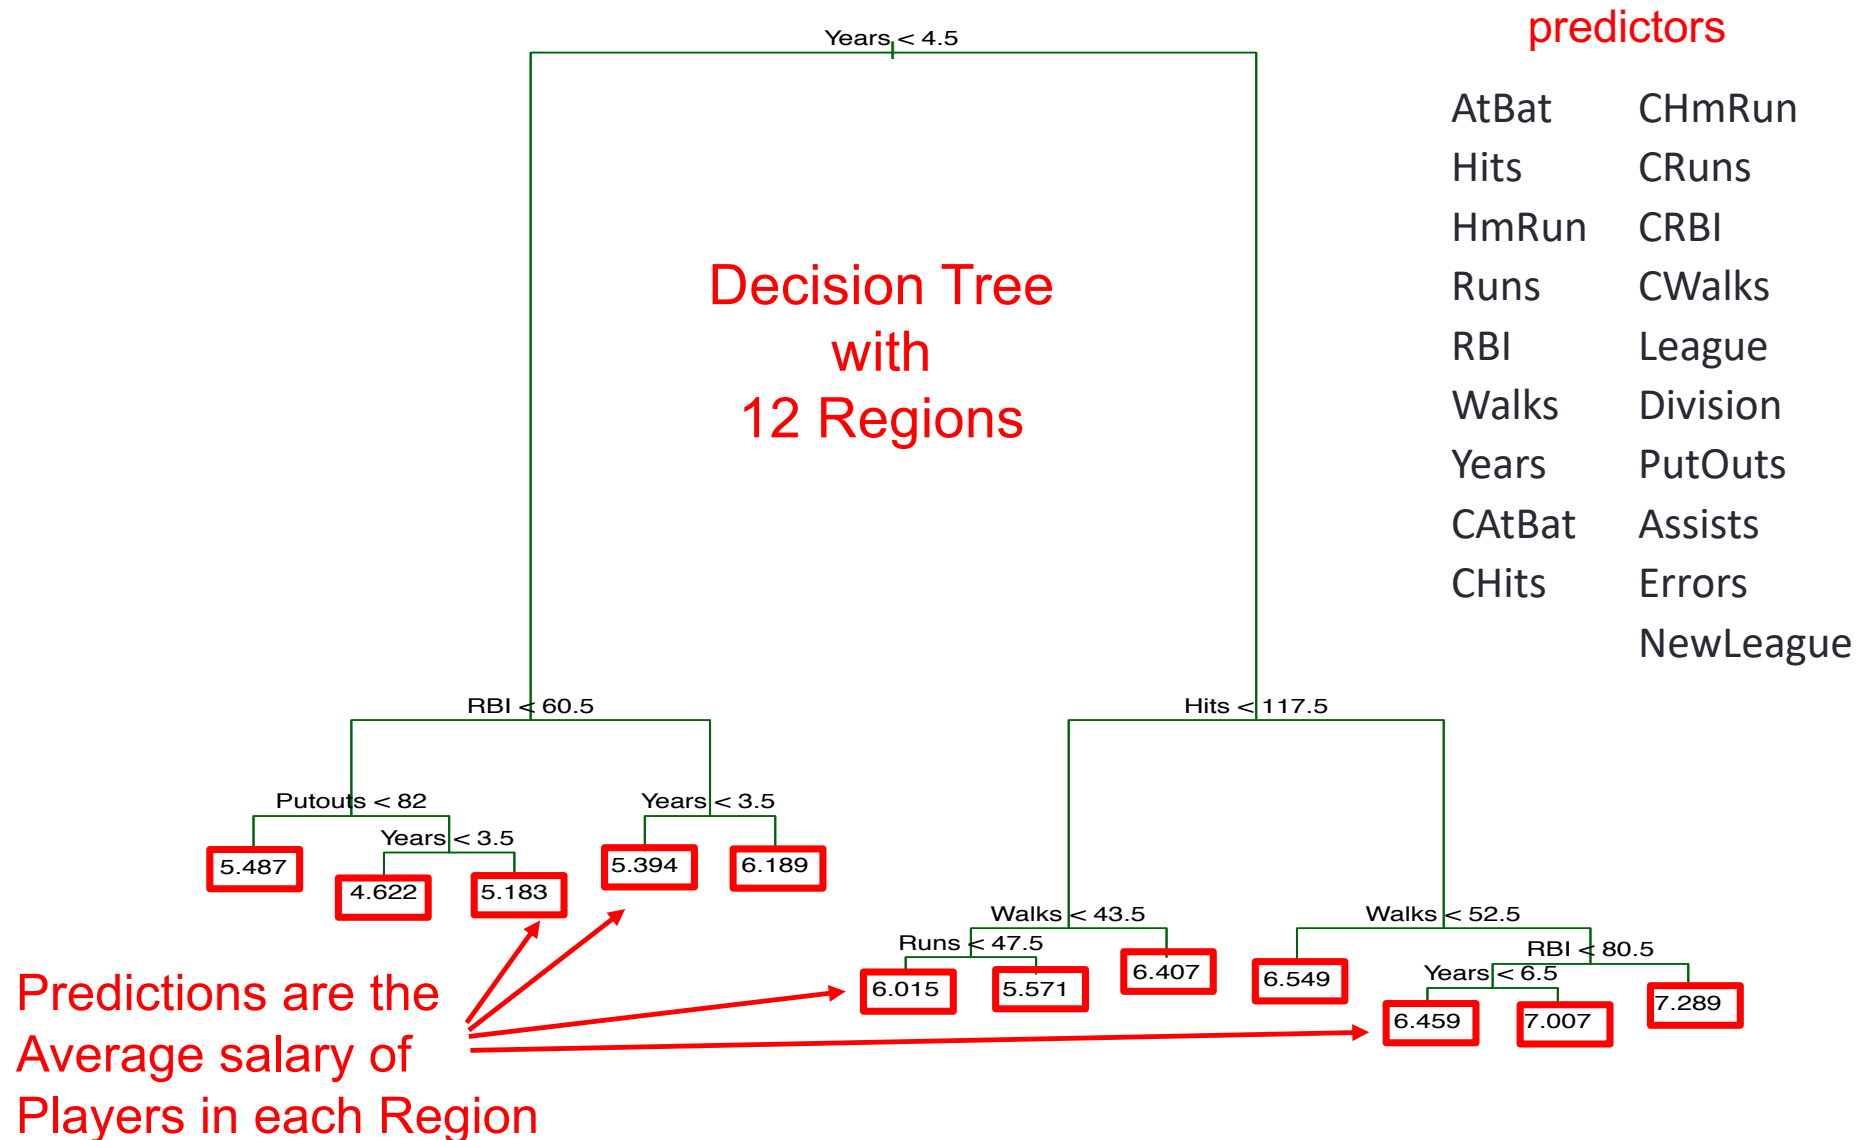 Years < 4.5
predictors
AtBat
Hits
HmRun
Runs
RBI
Walks
Years
CAtBat
CHits
CHmRun
CRuns
CRBI
CWalks
League
Division
PutOuts
Assists
Errors
NewLeague
Decision Tree
with
12 Regions
RBI < 60.5
Hits < 117.5
Putouts < 82
Years < 3.5
Years < 3.5
5.487
4.622
5.183
5.394
6.189
Walks < 43.5
Walks < 52.5
Runs < 47.5
RBI < 80.5
Years < 6.5
6.015
5.571
6.407
6.549
6.459
7.007
7.289
Predictions are the
Average salary of
Players in each Region